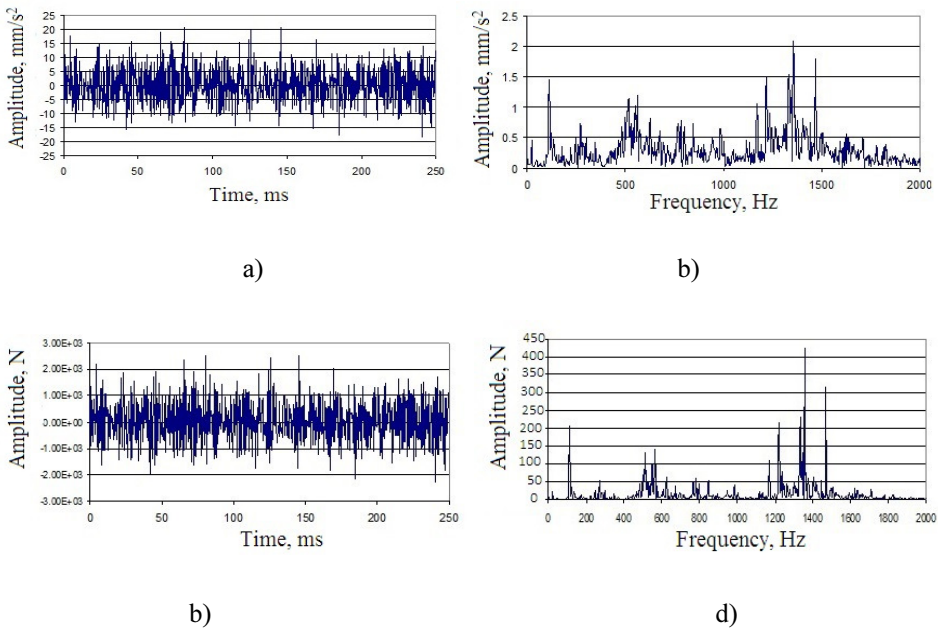 25
20
15
10
5
0
-5
-10
-15
-20
-25
Amplitude, mm/s²
0 50 100 150 200 250
Time, ms
2.5
2
1.5
1
0.5
0
Amplitude, mm/s²
0 500 1000 1500 2000
Frequency, Hz
a) b)
3.00E+03
2.00E+03
1.00E+03
0.00E+00
-1.00E+03
-2.00E+03
-3.00E+03
Amplitude, N
0 50 100 150 200 250
Time, ms
450
400
350
300
250
200
150
100
50
0
Amplitude, N
0 200 400 600 800 1000 1200 1400 1600 1800 2000
Frequency, Hz
b) d)